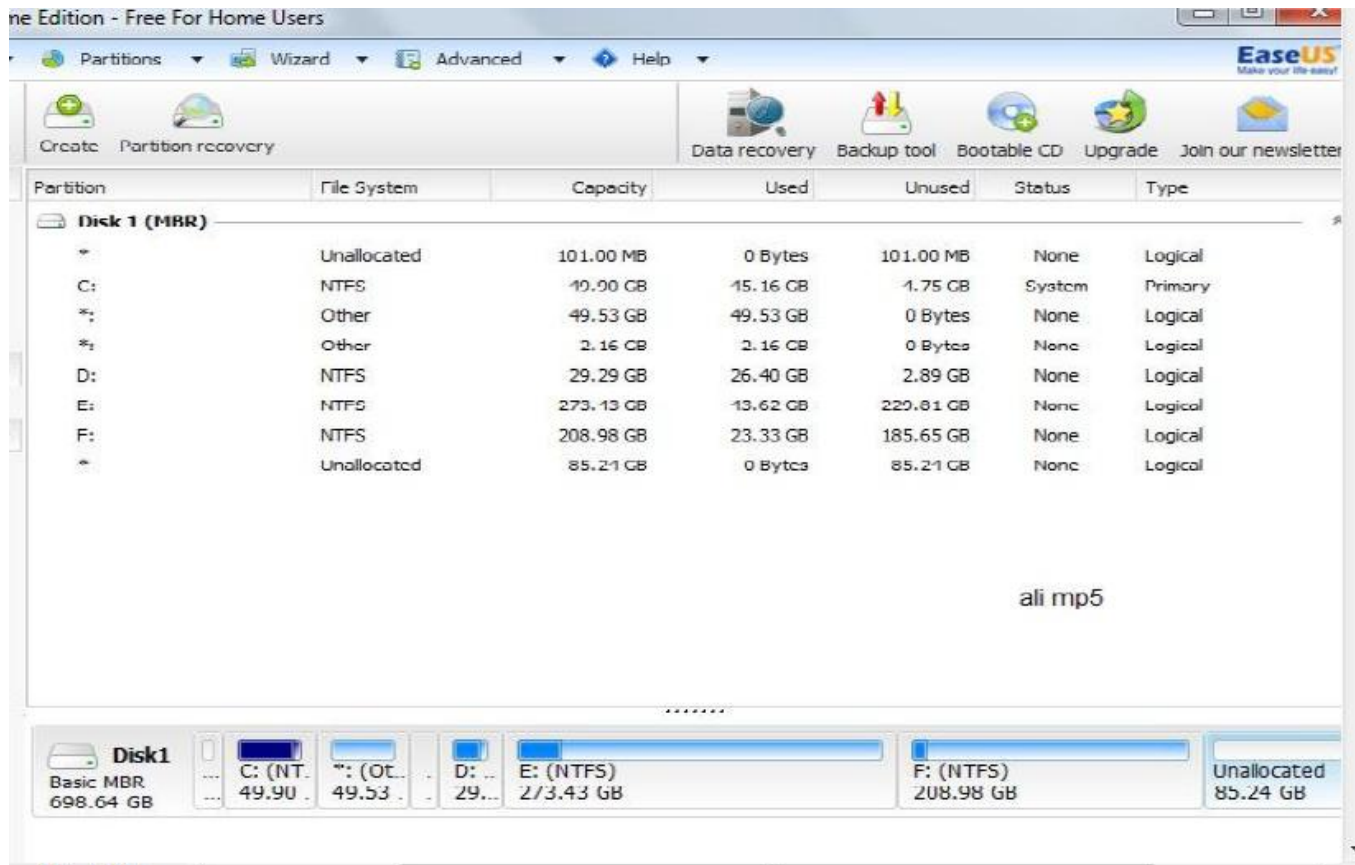 me Edition - Free For Home Users
Partitions Wizard Advanced Help EaseUS
Make your life easy!
Create Partition recovery Data recovery Backup tool Bootable CD Upgrade Join our newsletter
Partition File System Capacity Used Unused Status Type
Disk 1 (MBR)
* Unallocated 101.00 MB 0 Bytes 101.00 MB None Logical
C: NTFS 49.90 GB 45.16 GB 4.75 GB System Primary
*: Other 49.53 GB 49.53 GB 0 Bytes None Logical
*: Other 2.16 GB 2.16 GB 0 Bytes None Logical
D: NTFS 29.29 GB 26.40 GB 2.89 GB None Logical
E: NTFS 273.43 GB 43.62 GB 229.81 GB None Logical
F: NTFS 208.98 GB 23.33 GB 185.65 GB None Logical
* Unallocated 85.24 GB 0 Bytes 85.24 GB None Logical
ali mp5
Disk1
Basic MBR
698.64 GB
...
...
C: (NT.
49.90 .
*: (Ot...
49.53 .
.
.
D: ...
29...
E: (NTFS)
273.43 GB
F: (NTFS)
208.98 GB
Unallocated
85.24 GB